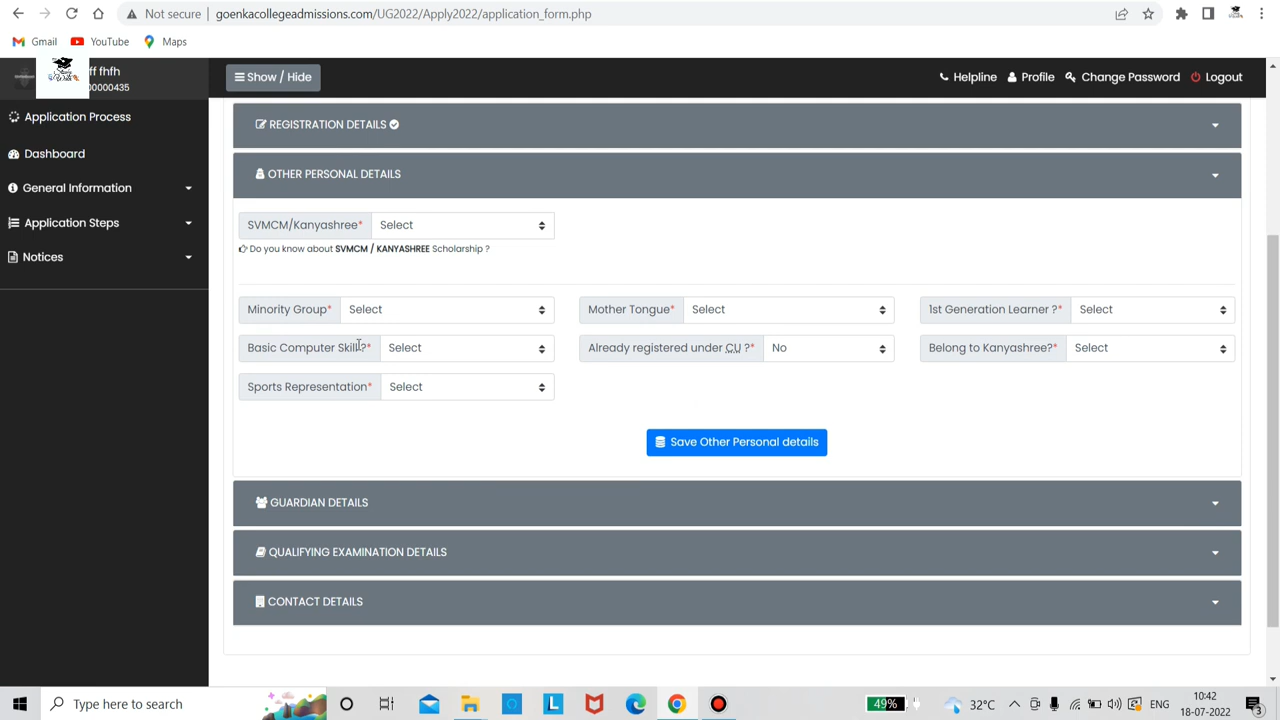 Not secure goenkacollegeadmissions.com/UG2022/Apply2022/application_form.php
Gmail YouTube Maps
ff fhfh
00000435
Show / Hide
Helpline Profile Change Password Logout
Application Process
Dashboard
General Information
Application Steps
Notices
REGISTRATION DETAILS
OTHER PERSONAL DETAILS
SVMCM/Kanyashree* Select
Do you know about SVMCM / KANYASHREE Scholarship ?
Minority Group* Select Mother Tongue* Select 1st Generation Learner ?* Select
Basic Computer Skill ?* Select Already registered under CU ?* No Belong to Kanyashree?* Select
Sports Representation* Select
Save Other Personal details
GUARDIAN DETAILS
QUALIFYING EXAMINATION DETAILS
CONTACT DETAILS
Type here to search
49% 32°C ENG 10:42
18-07-2022 3